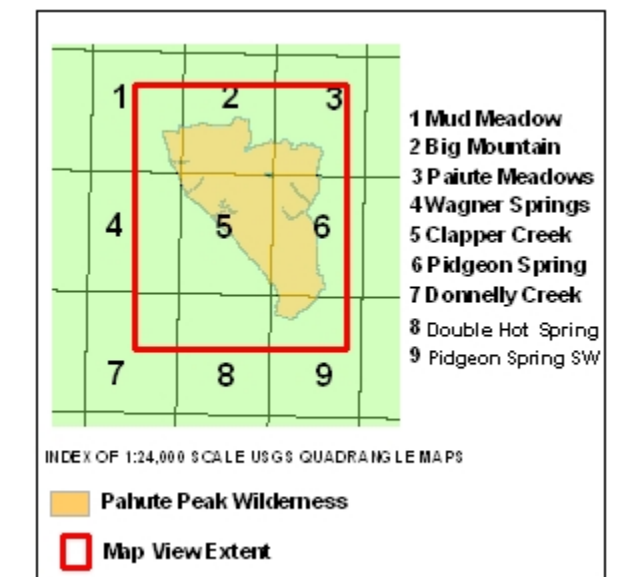 1 2 3
4 5 6
7 8 9
1 Mud Meadow
2 Big Mountain
3 Paiute Meadows
4 Wagner Springs
5 Clapper Creek
6 Pidgeon Spring
7 Donnelly Creek
8 Double Hot Spring
9 Pidgeon Spring SW
INDEX OF 1:24,000 SCALE USGS QUADRANGLE MAPS
Pahute Peak Wilderness
Map View Extent